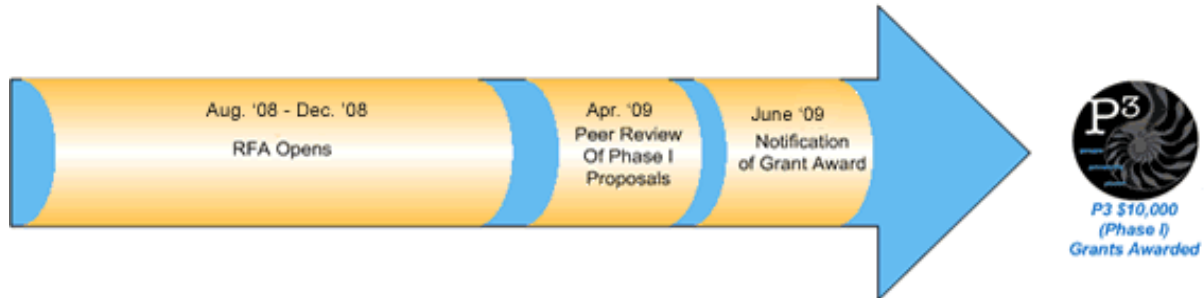 Aug. ‘08 - Dec. ‘08
RFA Opens
Apr. ‘09
Peer Review
Of Phase I
Proposals
June ‘09
Notification
of Grant Award
P3
P3 $10,000
(Phase I)
Grants Awarded